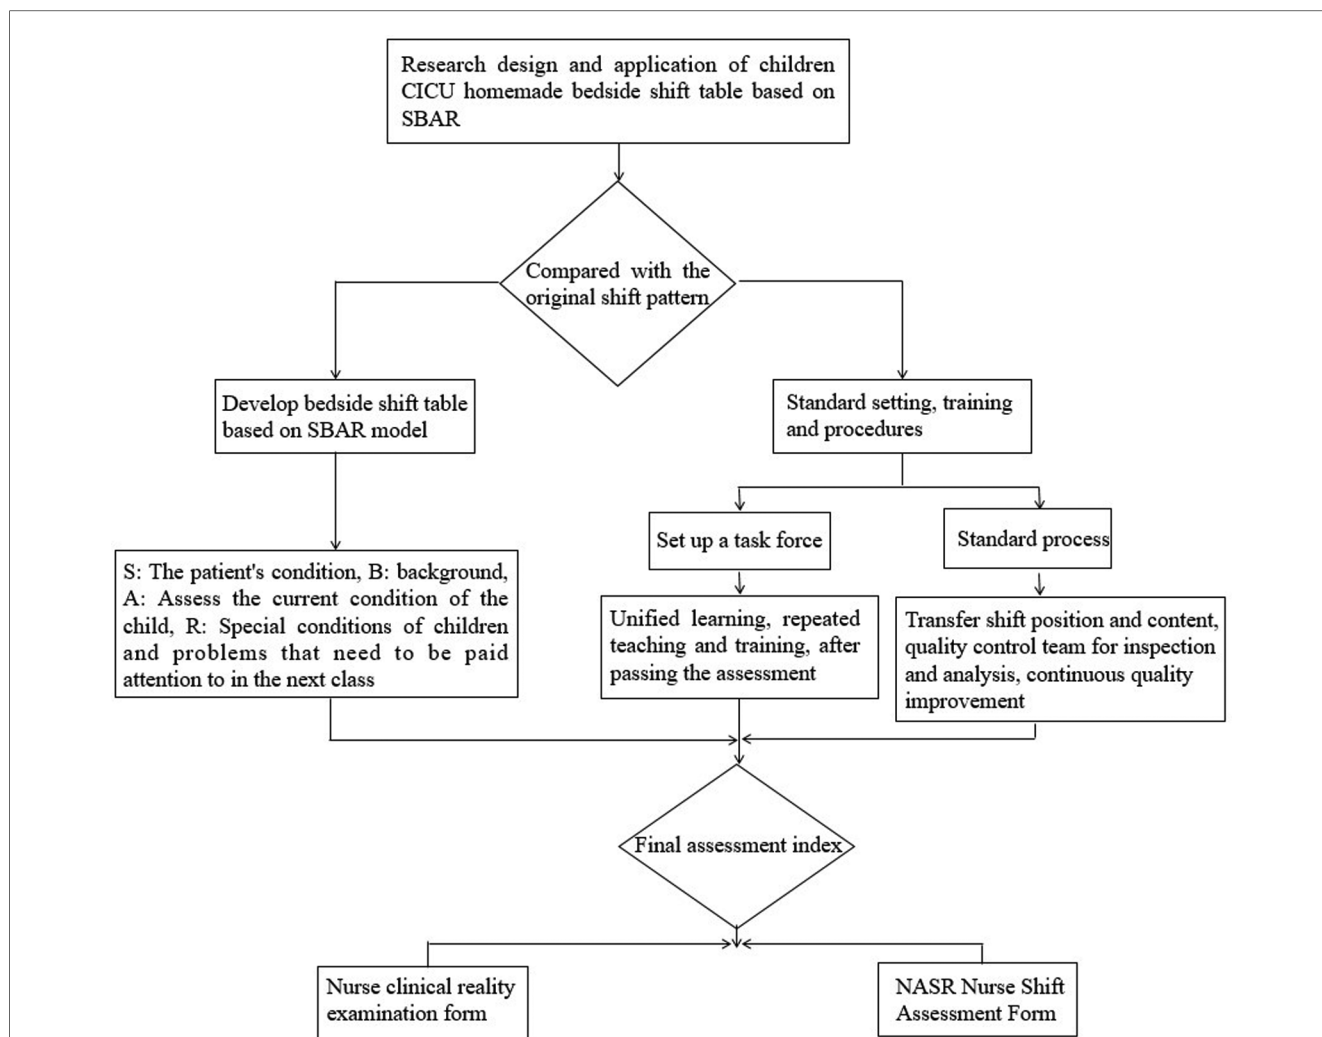 Research design and application of children
CICU homemade bedside shift table based on
SBAR
Compared with the
original shift pattern
Develop bedside shift table
based on SBAR model
Standard setting, training
and procedures
Set up a task force
Standard process
S: The patient's condition, B: background,
A: Assess the current condition of the
child, R: Special conditions of children
and problems that need to be paid
attention to in the next class
Unified learning, repeated
teaching and training, after
passing the assessment
Transfer shift position and content,
quality control team for inspection
and analysis, continuous quality
improvement
Final assessment index
Nurse clinical reality
examination form
NASR Nurse Shift
Assessment Form